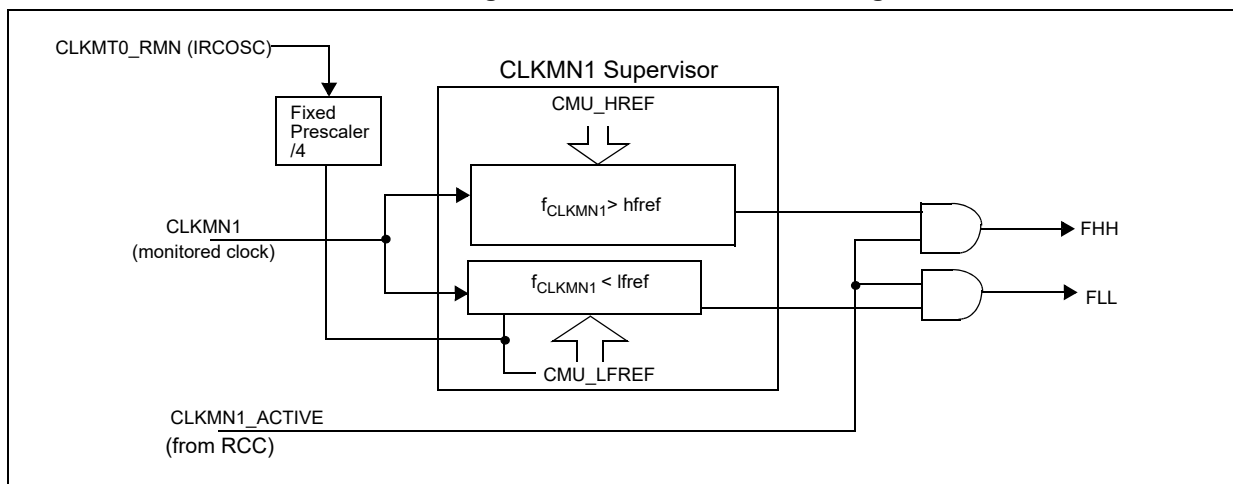 CLKMT0_RMN (IRCOSC)
CLKMN1 Supervisor
CMU_HREF
Fixed
Prescaler
/4
fCLKMN1> hfref
CLKMN1
(monitored clock)
FHH
fCLKMN1 < lfref
FLL
CMU_LFREF
CLKMN1_ACTIVE
(from RCC)